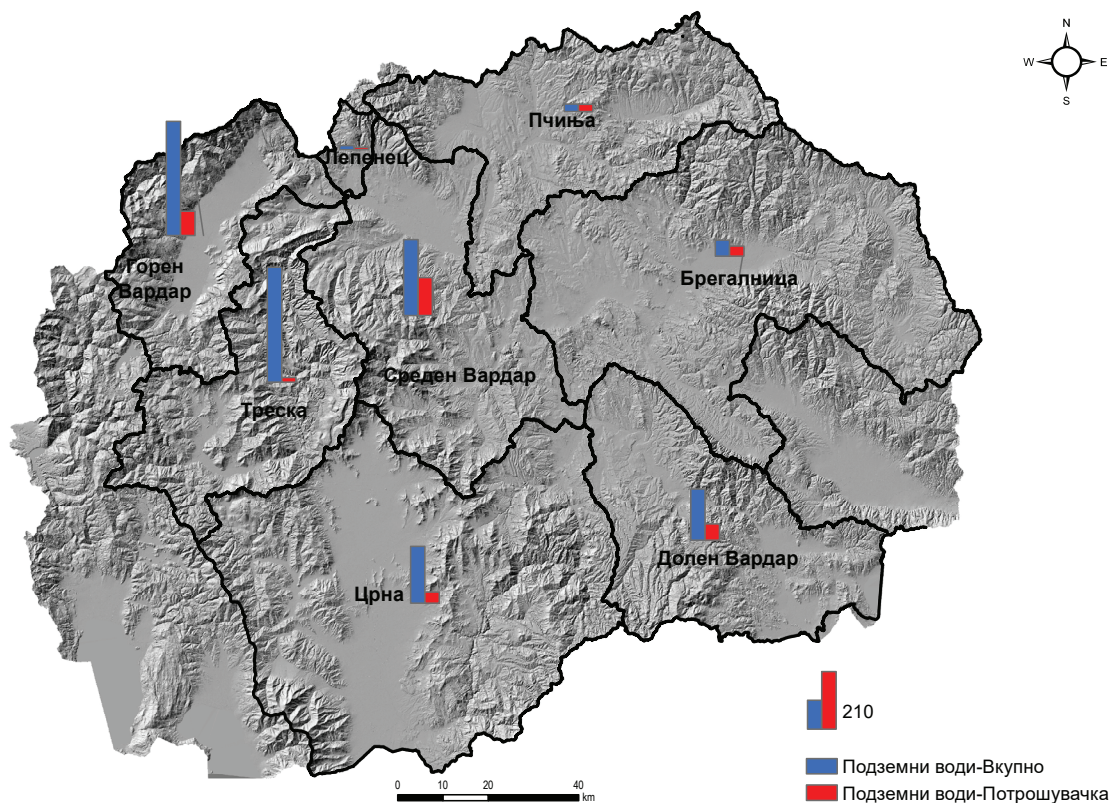 N
W E
S
Пчиња
Лепенец
Горен
Вардар
Брегалница
Среден Вардар
Треска
Долен Вардар
Црна
210
Подземни води-Вкупно
Подземни води-Потрошувачка
0 10 20 40
km